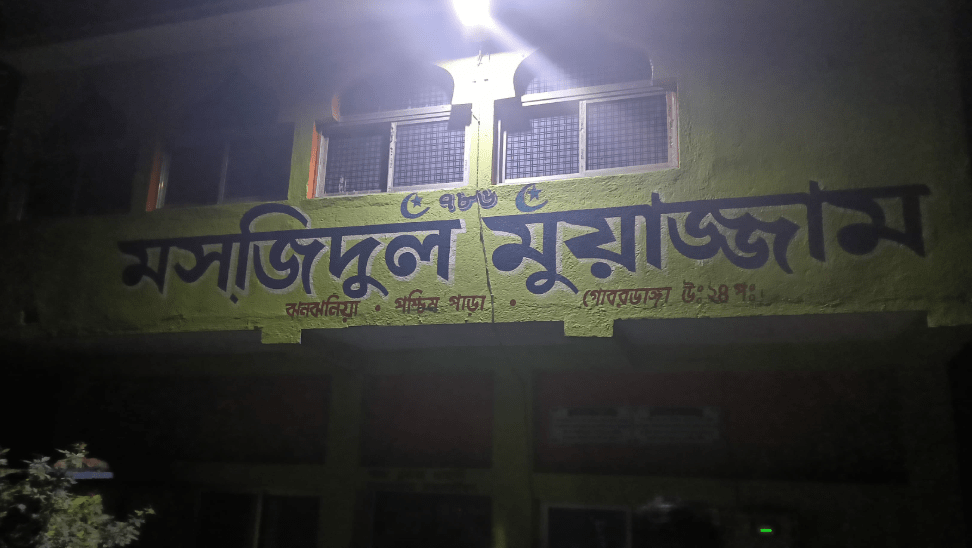 ৭৮৬
মসজিদুল মুয়াজ্জাম
ঝনঝনিয়া · পশ্চিম পাড়া · গোবরডাঙ্গা উঃ ২৪ পঃ